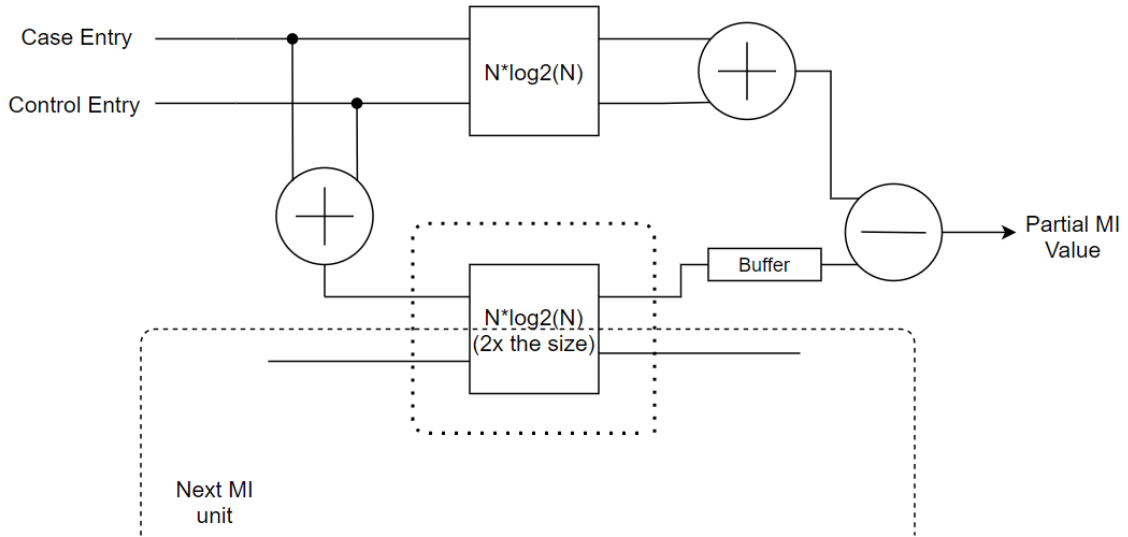 Case Entry
Control Entry
N*log2(N)
Partial MI
Value
Buffer
N*log2(N)
(2x the size)
Next MI
unit